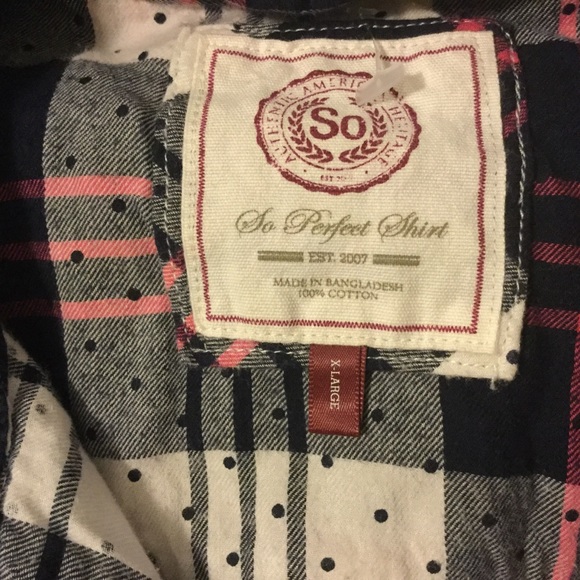 AUTHENTIC AMERICAN HERITAGE
So
So Perfect Shirt
EST. 2007
MADE IN BANGLADESH
100% COTTON
X-LARGE